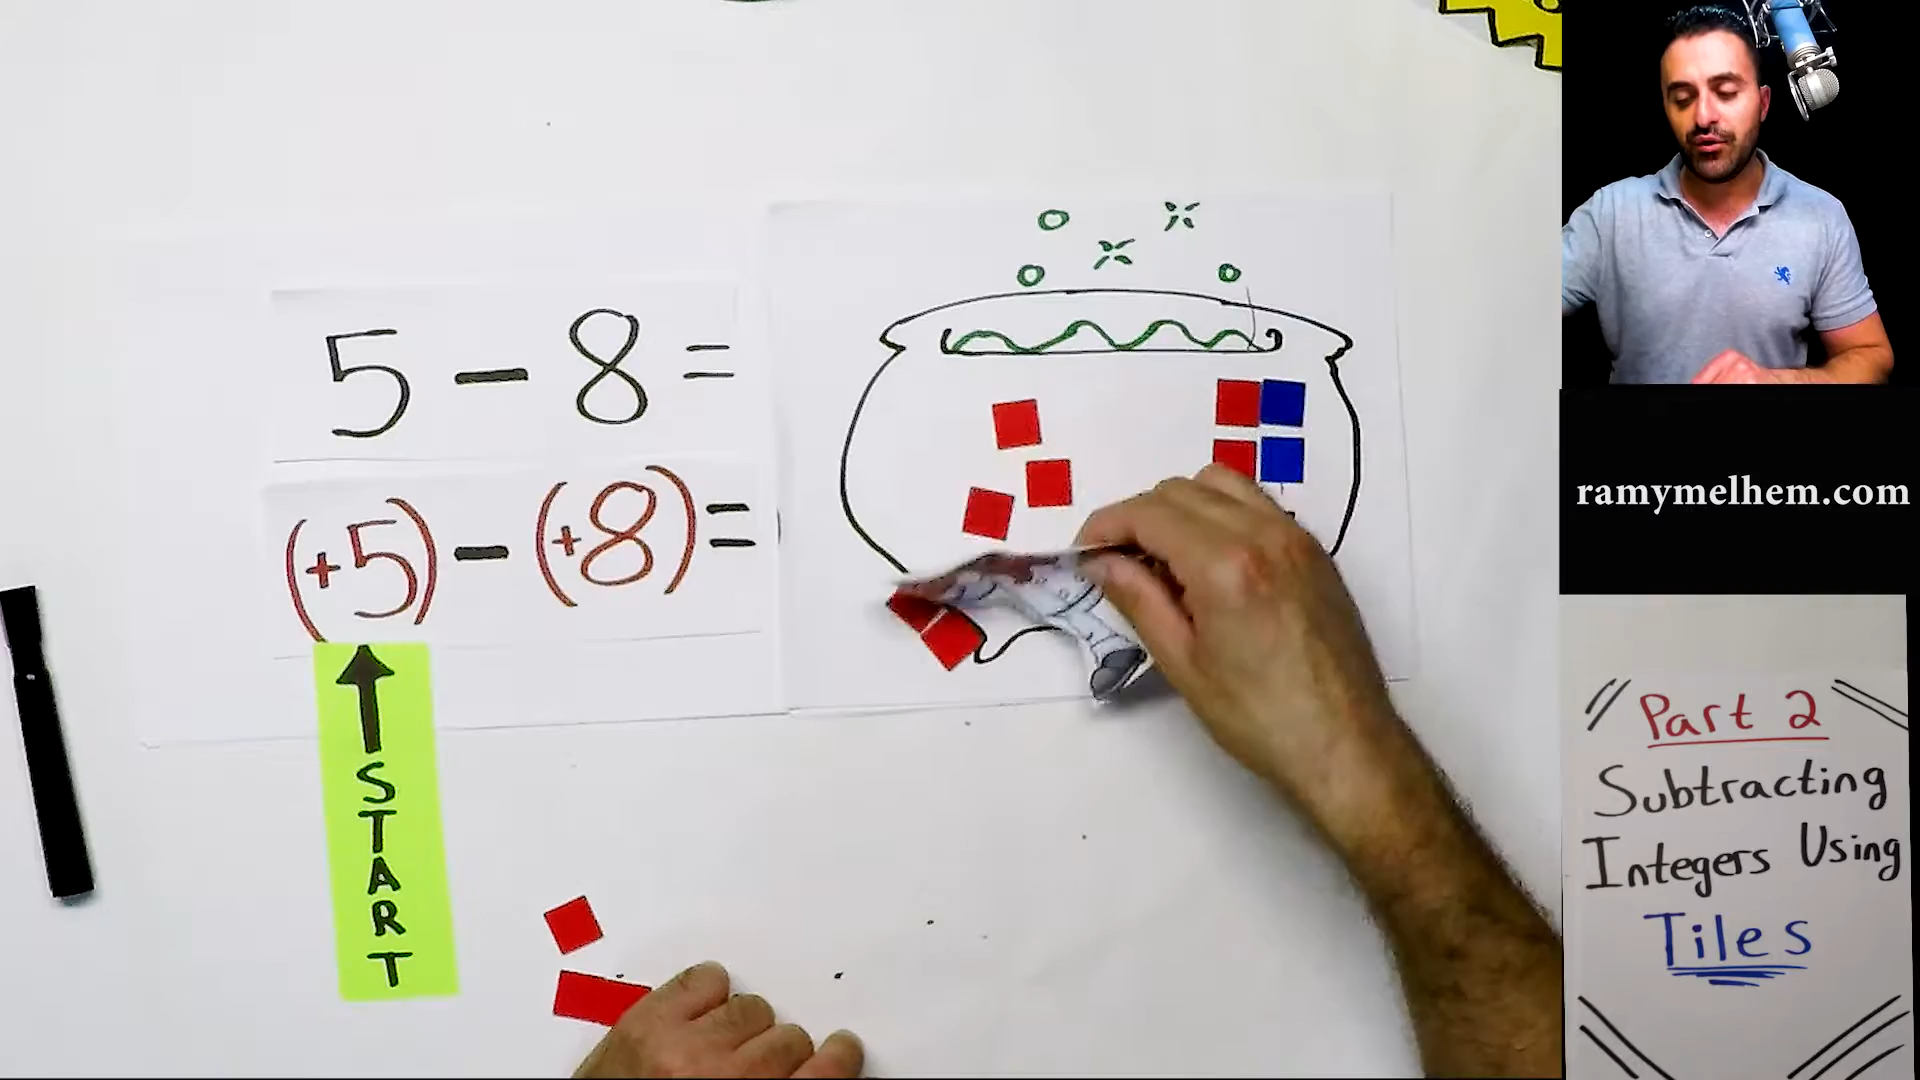 5 - 8 =
(+5) - (+8) =
START
ramymelhem.com
Part 2
Subtracting
Integers Using
Tiles